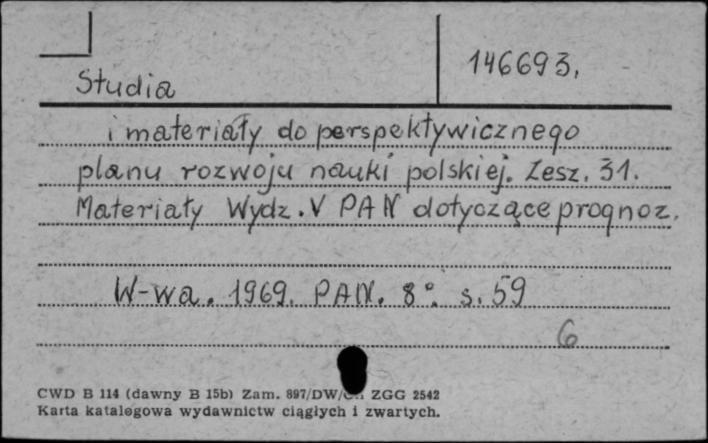 146693.
Studia
i materiały do perspektywicznego
planu rozwoju nauki polskiej. Zesz. 31.
Materiały Wydz. V PAN dotyczące prognoz.
W-wa. 1969. PAN. 8°. s. 59
6
CWD B 114 (dawny B 15b) Zam. 897/DW/ ZGG 2542
Karta katalogowa wydawnictw ciągłych i zwartych.